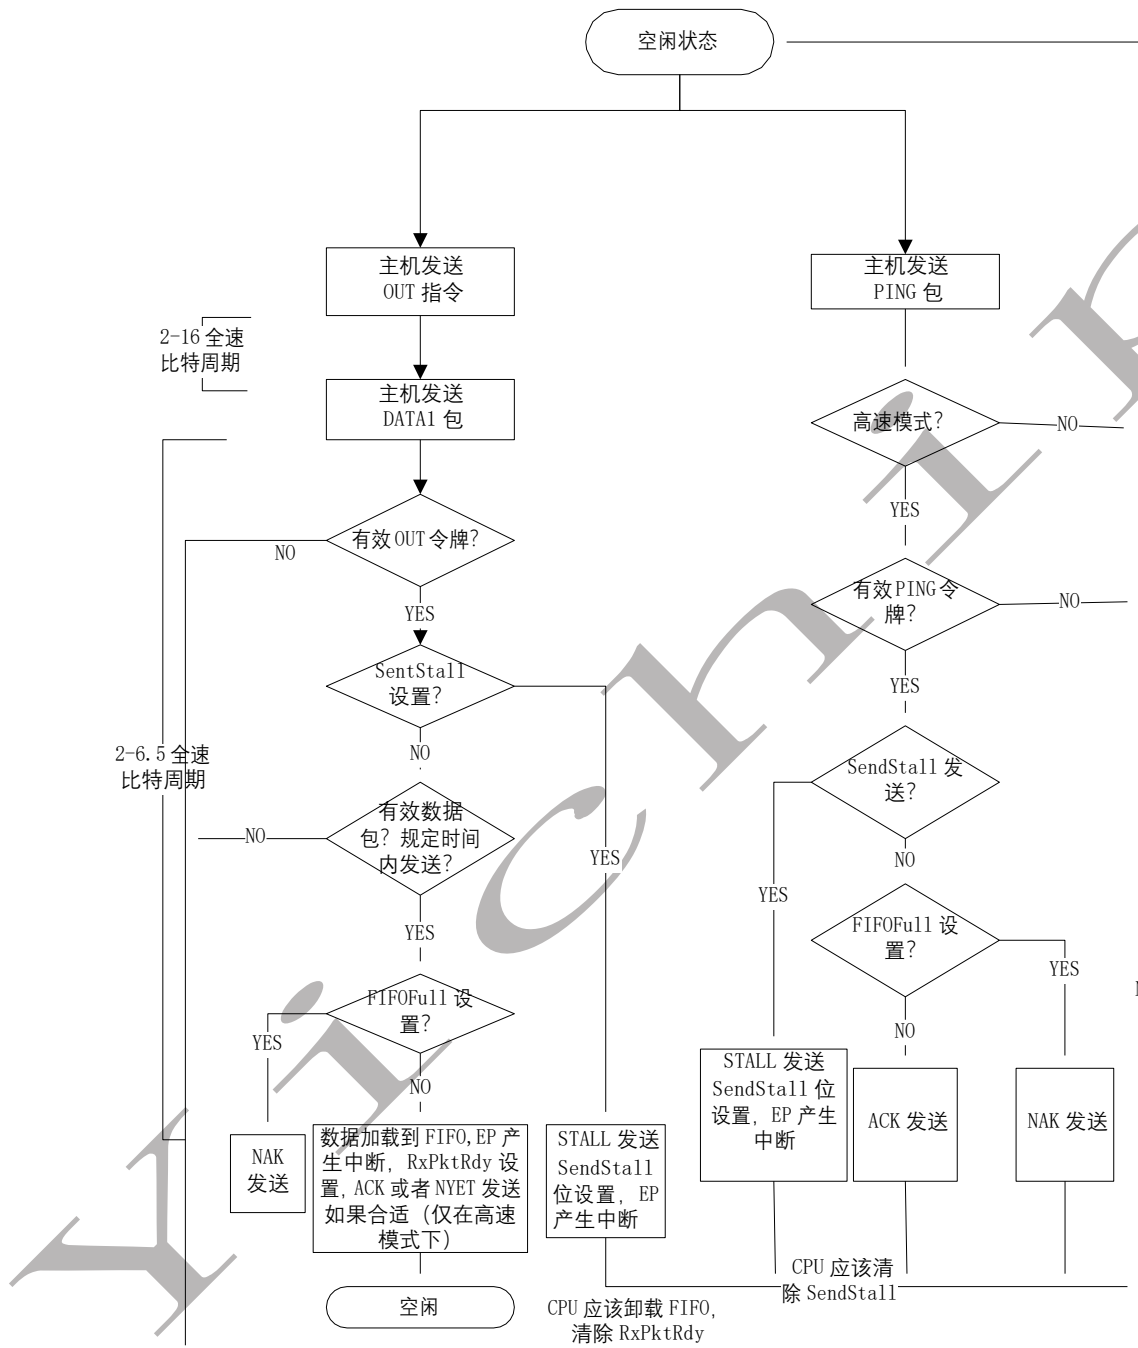 空闲状态
主机发送
OUT 指令
2-16 全速
比特周期
主机发送
DATA1 包
有效OUT 令牌?
NO
YES
SentStall
设置?
NO
YES
2-6.5 全速
比特周期
有效数据
包? 规定时间
内发送?
NO
YES
FIFOFull 设
置?
YES
NO
NAK
发送
数据加载到 FIFO,EP 产
生中断, RxPktRdy 设
置, ACK 或者 NYET 发送
如果合适 (仅在高速
模式下)
STALL 发送
SendStall
位设置, EP
产生中断
空闲
CPU 应该卸载 FIFO,
清除 RxPktRdy
主机发送
PING 包
高速模式?
NO
YES
有效PING 令
牌?
NO
YES
SendStall 发
送?
YES
NO
FIFOFull 设
置?
YES
NO
STALL 发送
SendStall 位
设置, EP 产生
中断
ACK 发送
NAK 发送
CPU 应该清
除 SendStall
Yichi